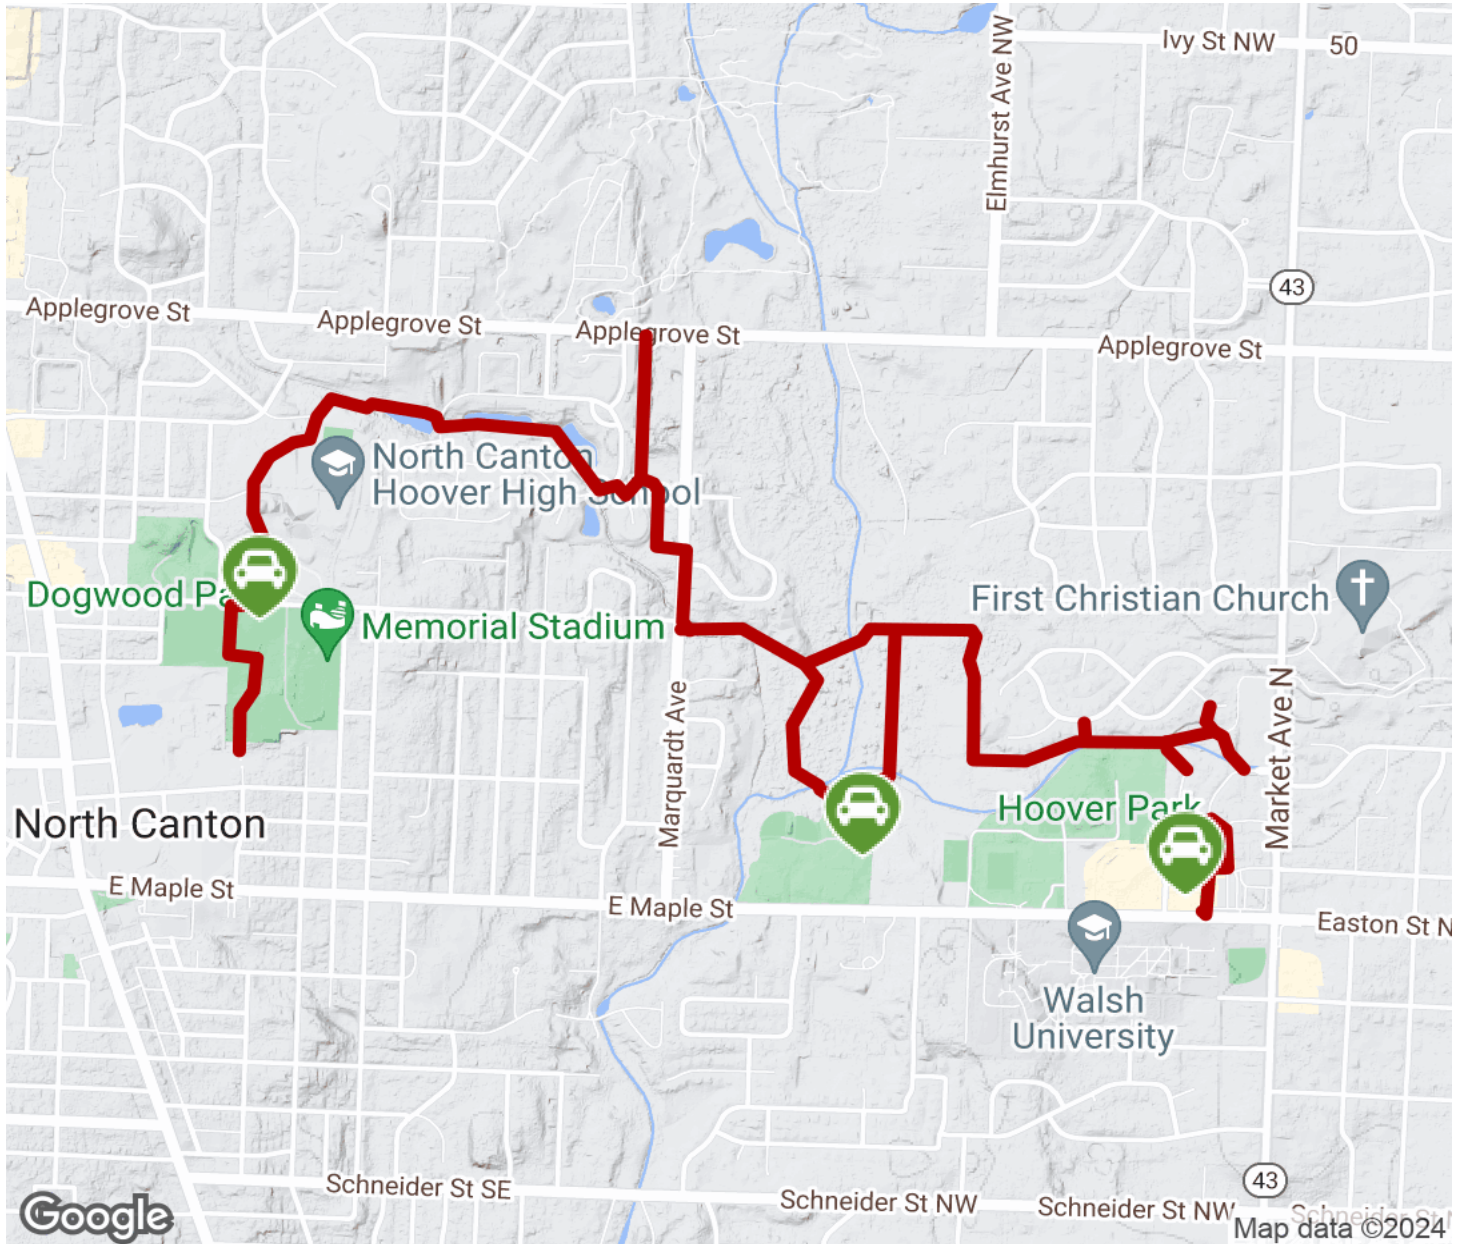 Ivy St NW
50
Elmhurst Ave NW
43
Applegrove St
Applegrove St
Applegrove St
Applegrove St
North Canton
Hoover High School
Dogwood Pa
Memorial Stadium
First Christian Church
Marquardt Ave
Market Ave N
Hoover Park
North Canton
E Maple St
E Maple St
Easton St N
Walsh
University
Schneider St SE
Schneider St NW
Schneider St NW
43
Schneider St N
Google
Map data ©2024